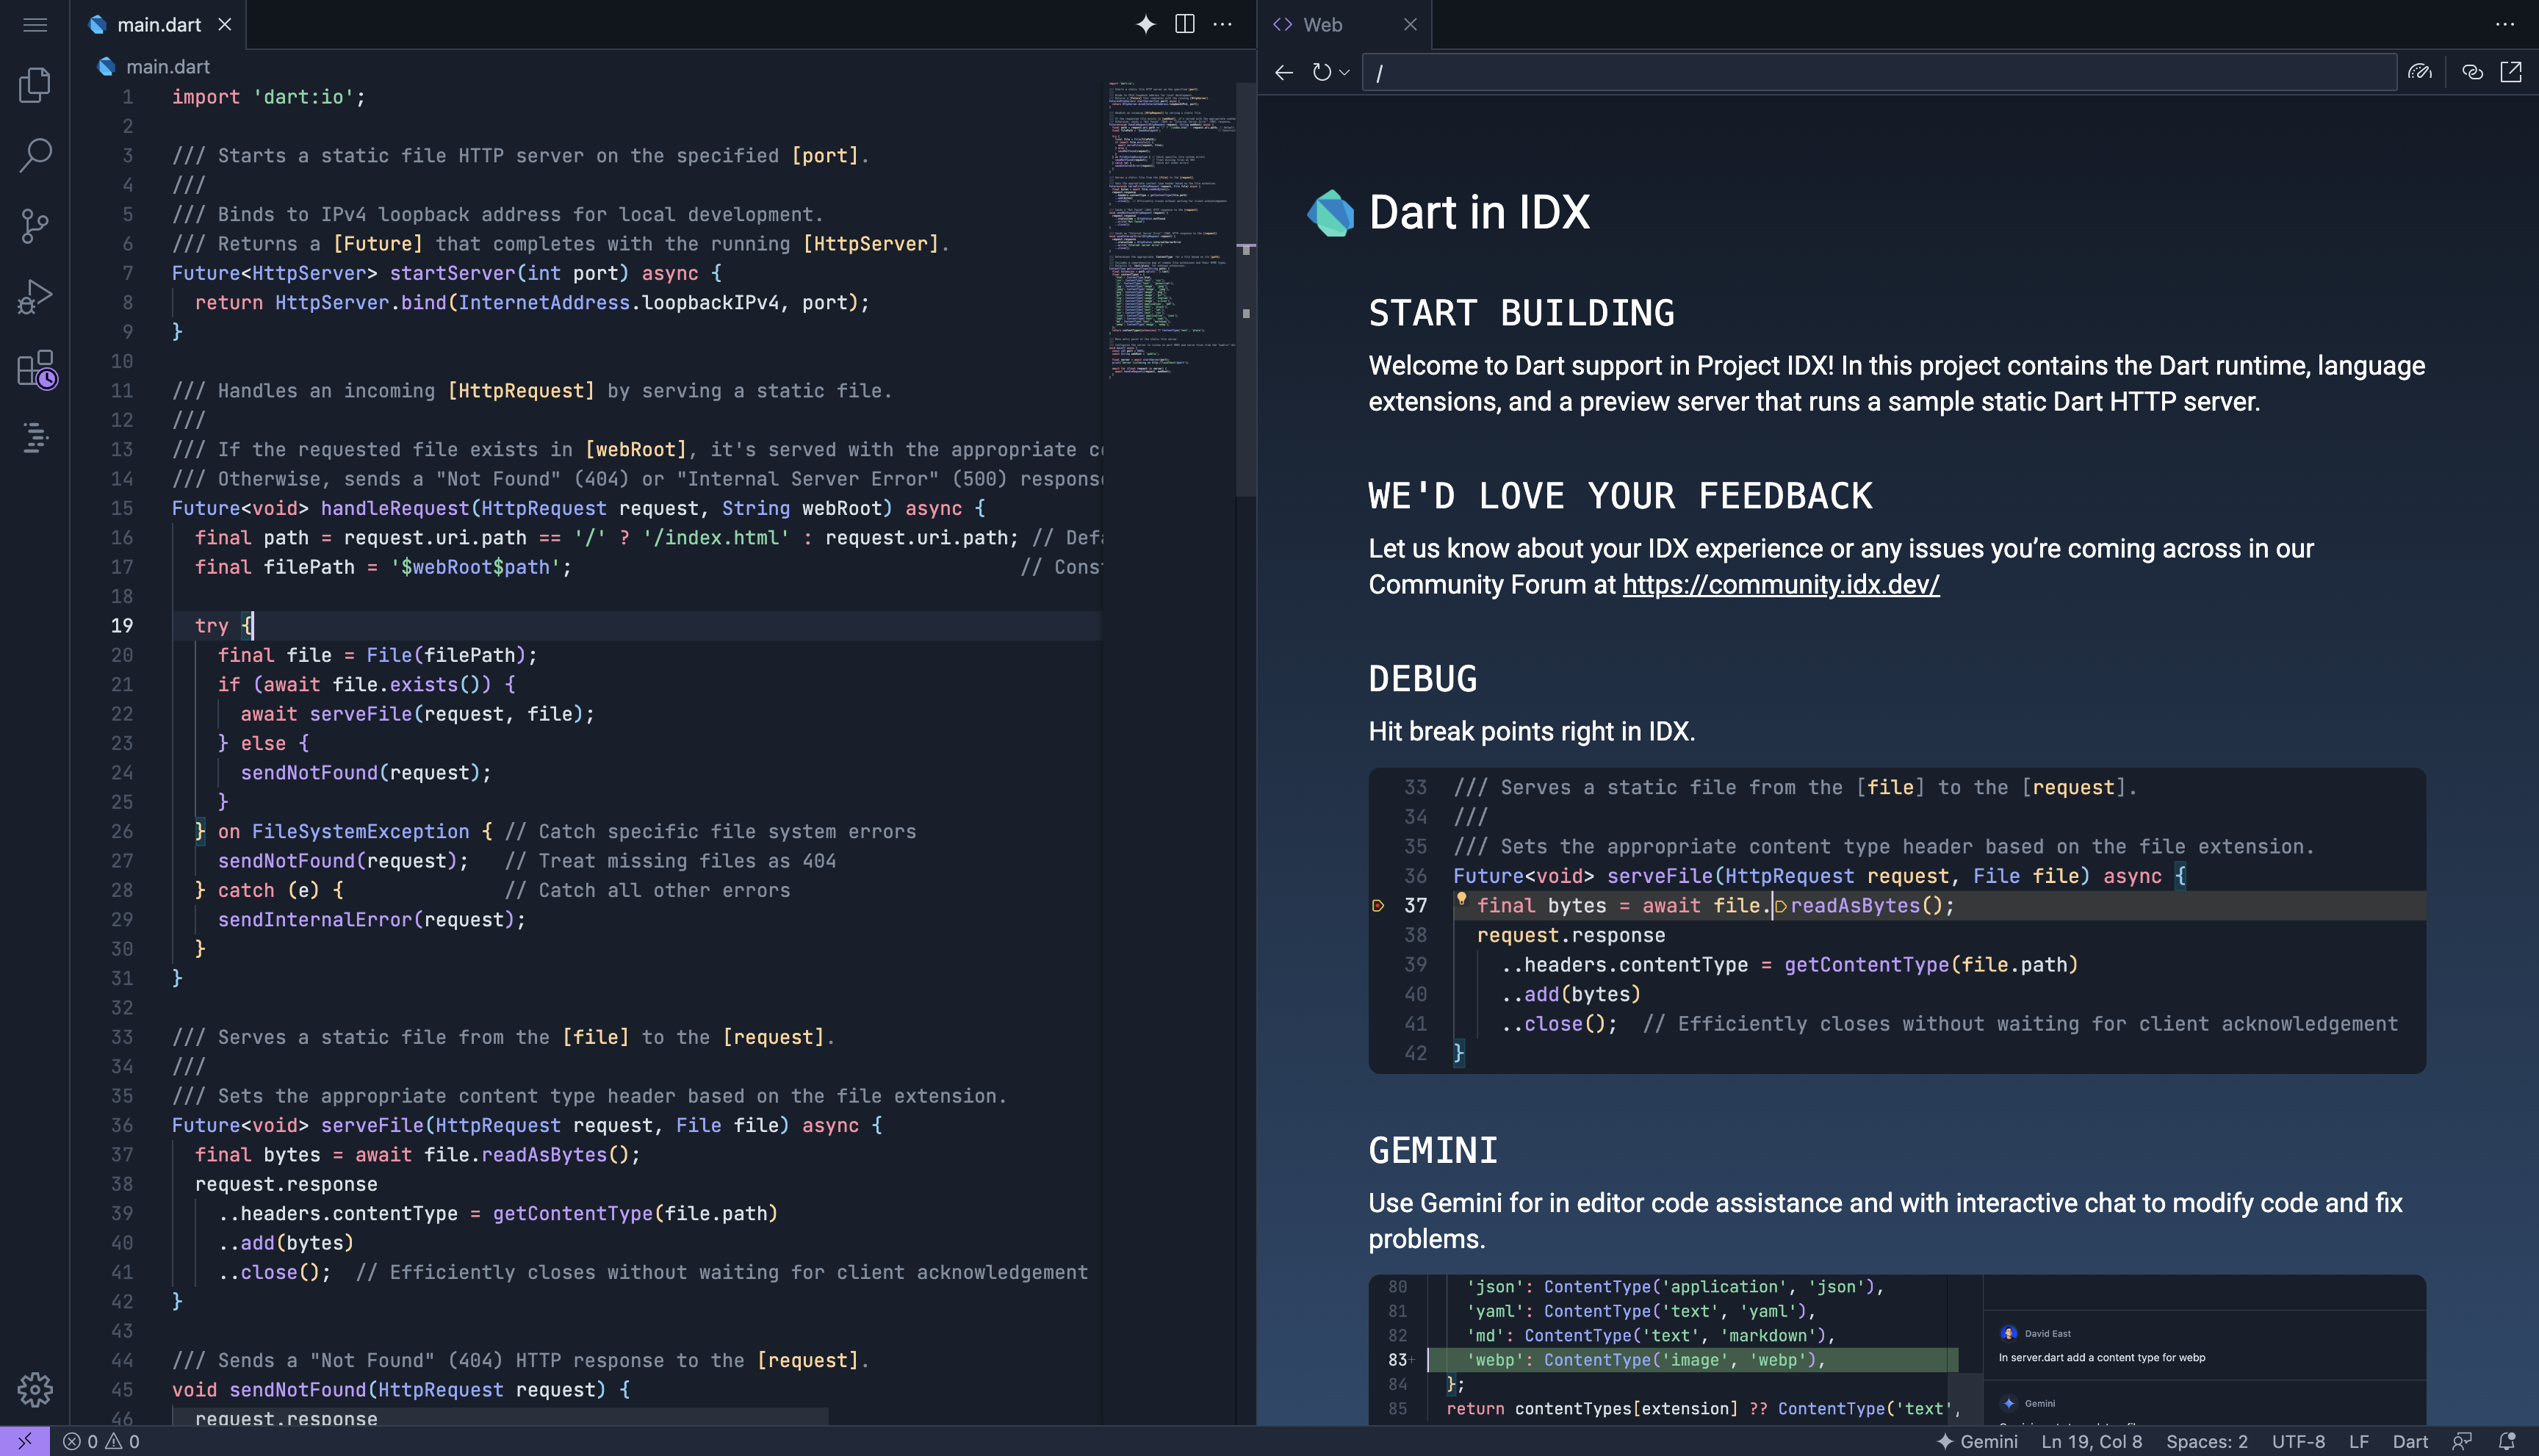 main.dart
main.dart
1 import 'dart:io';
2
3 /// Starts a static file HTTP server on the specified [port].
4 ///
5 /// Binds to IPv4 loopback address for local development.
6 /// Returns a [Future] that completes with the running [HttpServer].
7 Future<HttpServer> startServer(int port) async {
8   return HttpServer.bind(InternetAddress.loopbackIPv4, port);
9 }
10
11 /// Handles an incoming [HttpRequest] by serving a static file.
12 ///
13 /// If the requested file exists in [webRoot], it's served with the appropriate
14 /// Otherwise, sends a "Not Found" (404) or "Internal Server Error" (500) respons
15 Future<void> handleRequest(HttpRequest request, String webRoot) async {
16   final path = request.uri.path == '/' ? '/index.html' : request.uri.path; // Defa
17   final filePath = '$webRoot$path';                                       // Cons
18
19   try {
20     final file = File(filePath);
21     if (await file.exists()) {
22       await serveFile(request, file);
23     } else {
24       sendNotFound(request);
25     }
26   } on FileSystemException { // Catch specific file system errors
27     sendNotFound(request);   // Treat missing files as 404
28   } catch (e) {              // Catch all other errors
29     sendInternalError(request);
30   }
31 }
32
33 /// Serves a static file from the [file] to the [request].
34 ///
35 /// Sets the appropriate content type header based on the file extension.
36 Future<void> serveFile(HttpRequest request, File file) async {
37   final bytes = await file.readAsBytes();
38   request.response
39     ..headers.contentType = getContentType(file.path)
40     ..add(bytes)
41     ..close();  // Efficiently closes without waiting for client acknowledgement
42 }
43
44 /// Sends a "Not Found" (404) HTTP response to the [request].
45 void sendNotFound(HttpRequest request) {
46   request.response
Web
/
Dart in IDX
START BUILDING
Welcome to Dart support in Project IDX! In this project contains the Dart runtime, language
extensions, and a preview server that runs a sample static Dart HTTP server.
WE'D LOVE YOUR FEEDBACK
Let us know about your IDX experience or any issues you’re coming across in our
Community Forum at https://community.idx.dev/
DEBUG
Hit break points right in IDX.
33 /// Serves a static file from the [file] to the [request].
34 ///
35 /// Sets the appropriate content type header based on the file extension.
36 Future<void> serveFile(HttpRequest request, File file) async {
37   final bytes = await file.readAsBytes();
38   request.response
39     ..headers.contentType = getContentType(file.path)
40     ..add(bytes)
41     ..close();  // Efficiently closes without waiting for client acknowledgement
42 }
GEMINI
Use Gemini for in editor code assistance and with interactive chat to modify code and fix
problems.
80 'json': ContentType('application', 'json'),
81 'yaml': ContentType('text', 'yaml'),
82 'md': ContentType('text', 'markdown'),
83+ 'webp': ContentType('image', 'webp'),
84 };
85 return contentTypes[extension] ?? ContentType('text',
David East
In server.dart add a content type for webp
Gemini
0 0
Gemini Ln 19, Col 8 Spaces: 2 UTF-8 LF Dart